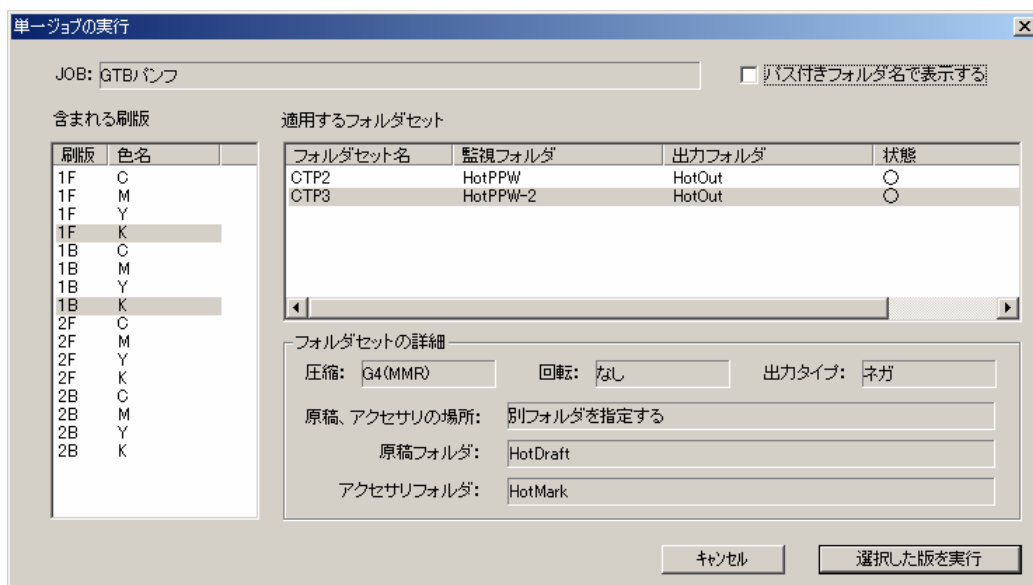 単一ジョブの実行
JOB: GTBパンフ
パス付きフォルダ名で表示する
含まれる刷版
刷版 色名
1F C
1F M
1F Y
1F K
1B C
1B M
1B Y
1B K
2F C
2F M
2F Y
2F K
2B C
2B M
2B Y
2B K
適用するフォルダセット
フォルダセット名 監視フォルダ 出力フォルダ 状態
CTP2 HotPPW HotOut ○
CTP3 HotPPW-2 HotOut ○
フォルダセットの詳細
圧縮: G4(MMR) 回転: なし 出力タイプ: ネガ
原稿、アクセサリの場所: 別フォルダを指定する
原稿フォルダ: HotDraft
アクセサリフォルダ: HotMark
キャンセル 選択した版を実行